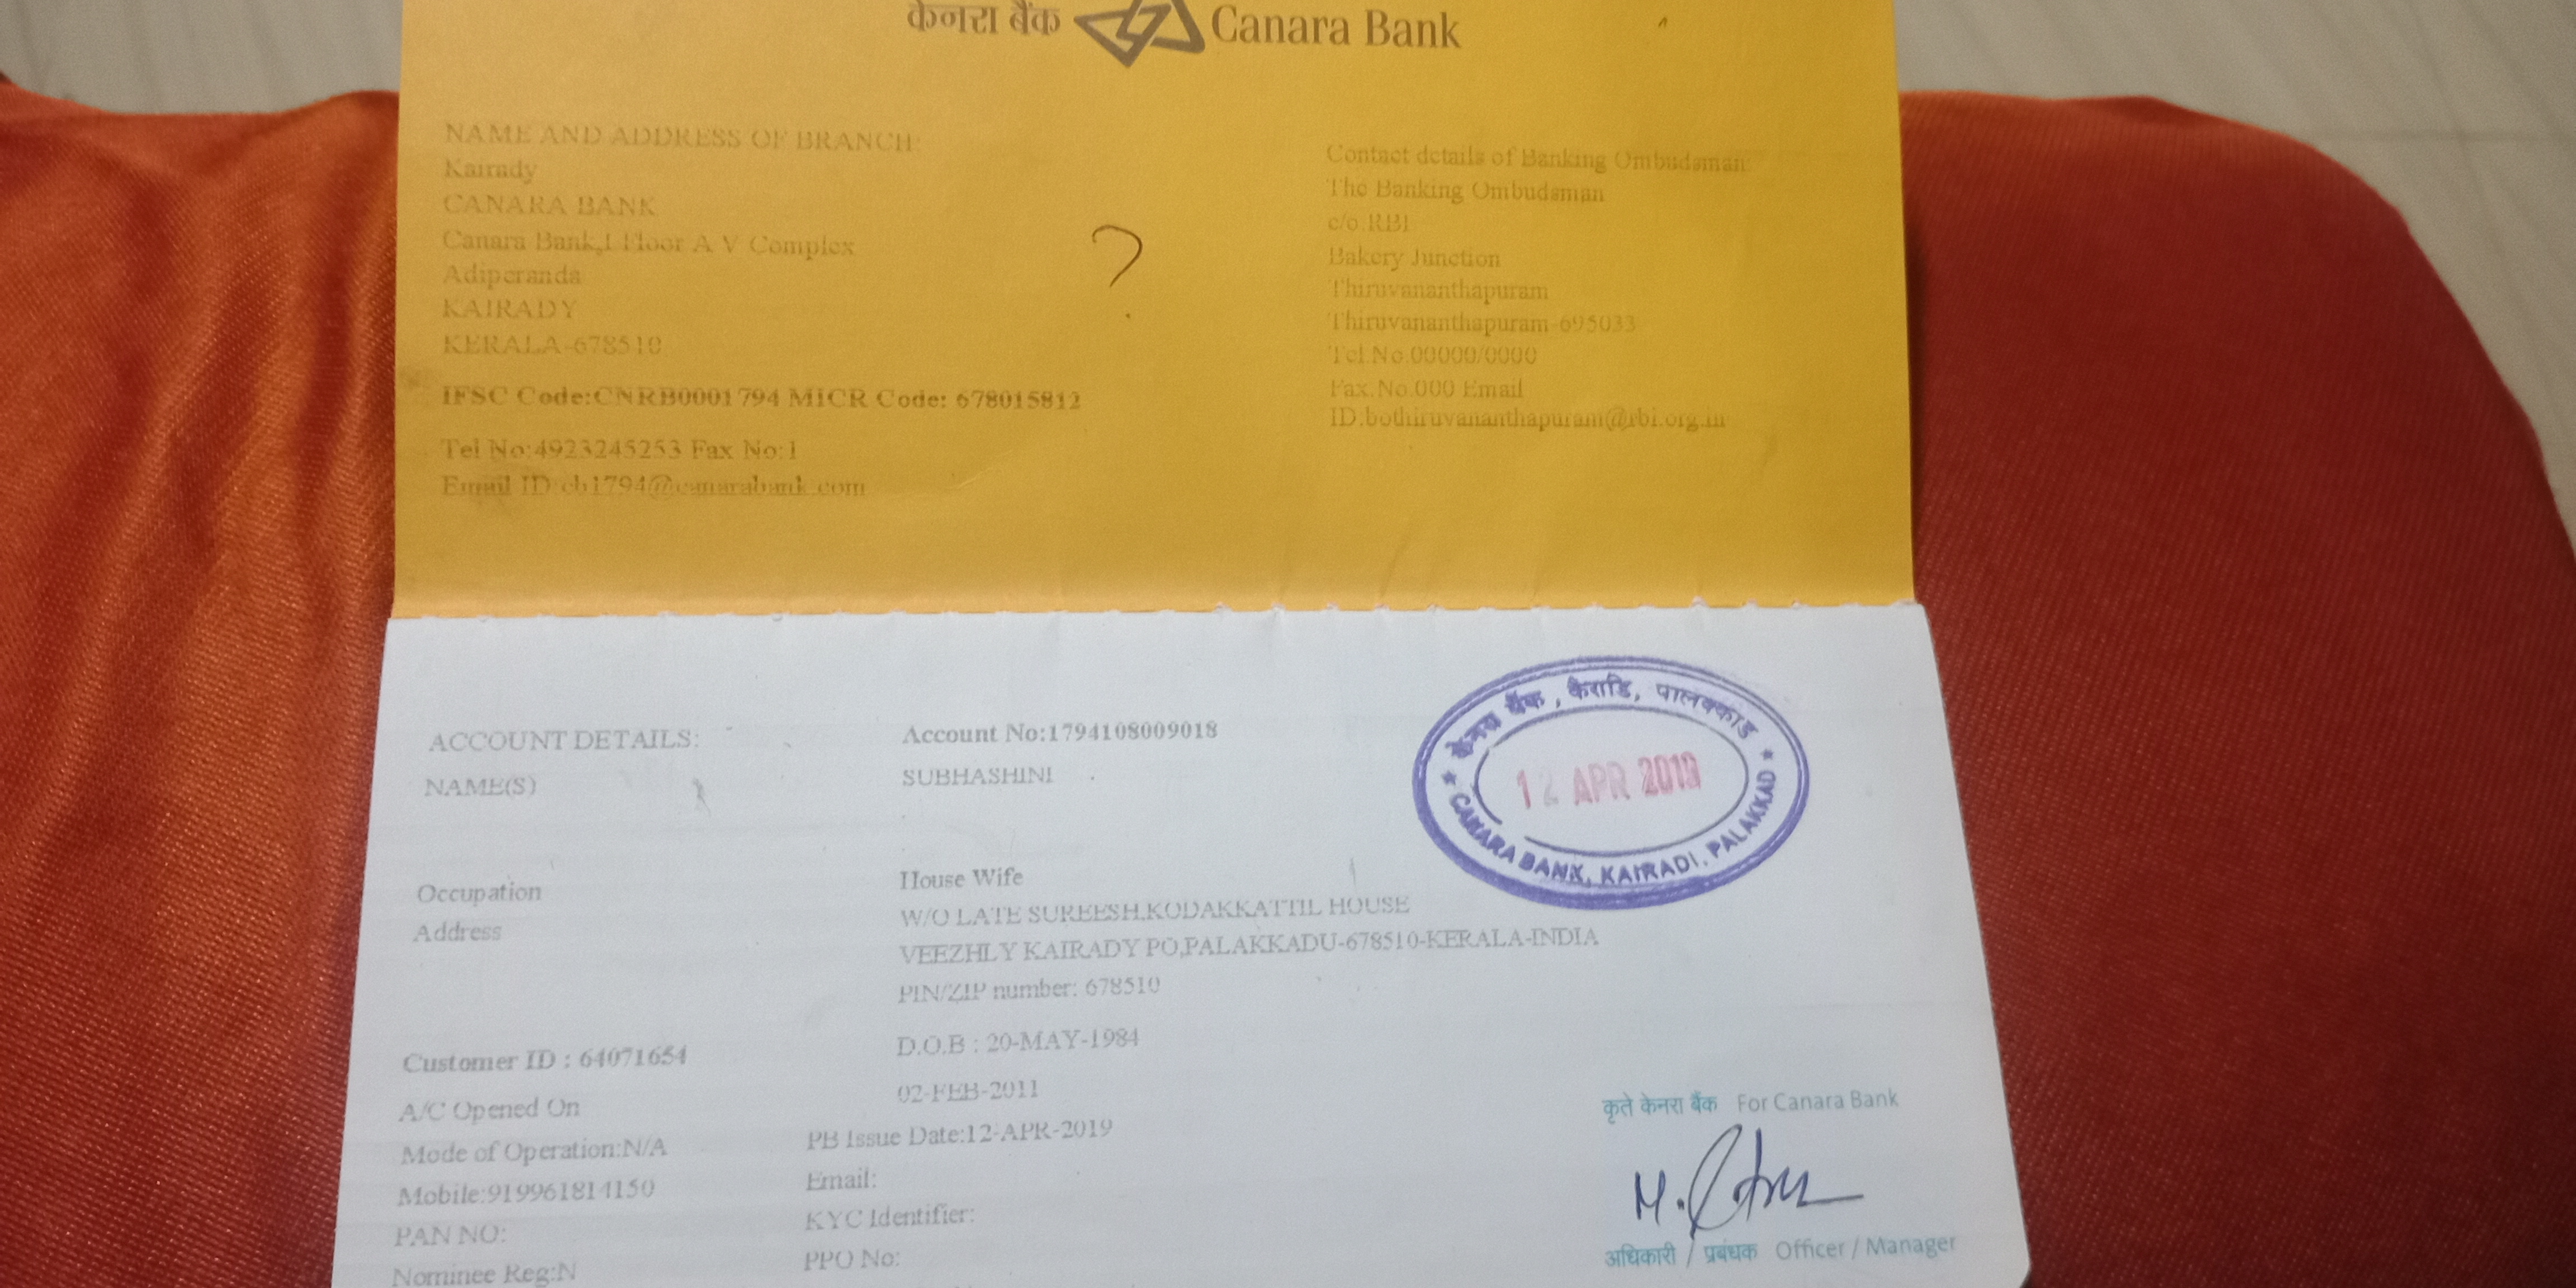 केनरा बैंक Canara Bank
NAME AND ADDRESS OF BRANCH:
Kairady
CANARA BANK
Canara Bank,I Floor A V Complex
Adiperanda
KAIRADY
KERALA-678510
IFSC Code:CNRB0001794 MICR Code: 678015812
Tel No:4923245253 Fax No:1
Email ID:cb1794@canarabank.com
?
Contact details of Banking Ombudsman:
The Banking Ombudsman
c/o.RBI
Bakery Junction
Thiruvananthapuram
Thiruvananthapuram-695033
Tel.No.00000/0000
Fax.No.000 Email
ID.bothiruvananthapuram@rbi.org.in
ACCOUNT DETAILS:
Account No:1794108009018
NAME(S) SUBHASHINI
केनरा बैंक, कैराडि, पालक्काड
12 APR 2019
CANARA BANK, KAIRADI, PALAKKAD
Occupation House Wife
Address W/O LATE SUREESH,KODAKKATTIL HOUSE
VEEZHLY KAIRADY PO,PALAKKADU-678510-KERALA-INDIA
PIN/ZIP number: 678510
Customer ID : 64071654 D.O.B : 20-MAY-1984
A/C Opened On 02-FEB-2011
Mode of Operation:N/A PB Issue Date:12-APR-2019
Mobile:919961814150 Email:
PAN NO: KYC Identifier:
Nominee Reg:N PPO No:
कृते केनरा बैंक For Canara Bank
अधिकारी / प्रबंधक Officer / Manager